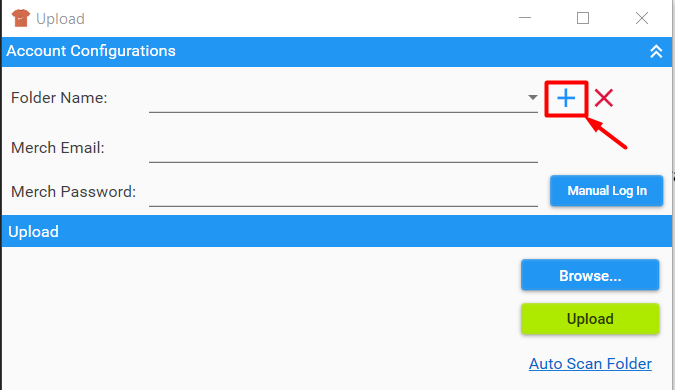 Upload
Account Configurations
Folder Name:
Merch Email:
Merch Password:
Manual Log In
Upload
Browse...
Upload
Auto Scan Folder